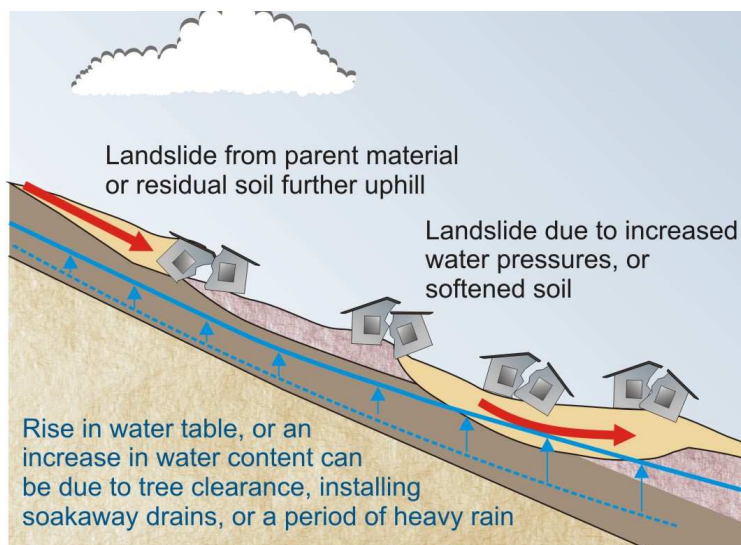 Landslide from parent material
or residual soil further uphill
Landslide due to increased
water pressures, or
softened soil
Rise in water table, or an
increase in water content can
be due to tree clearance, installing
soakaway drains, or a period of heavy rain